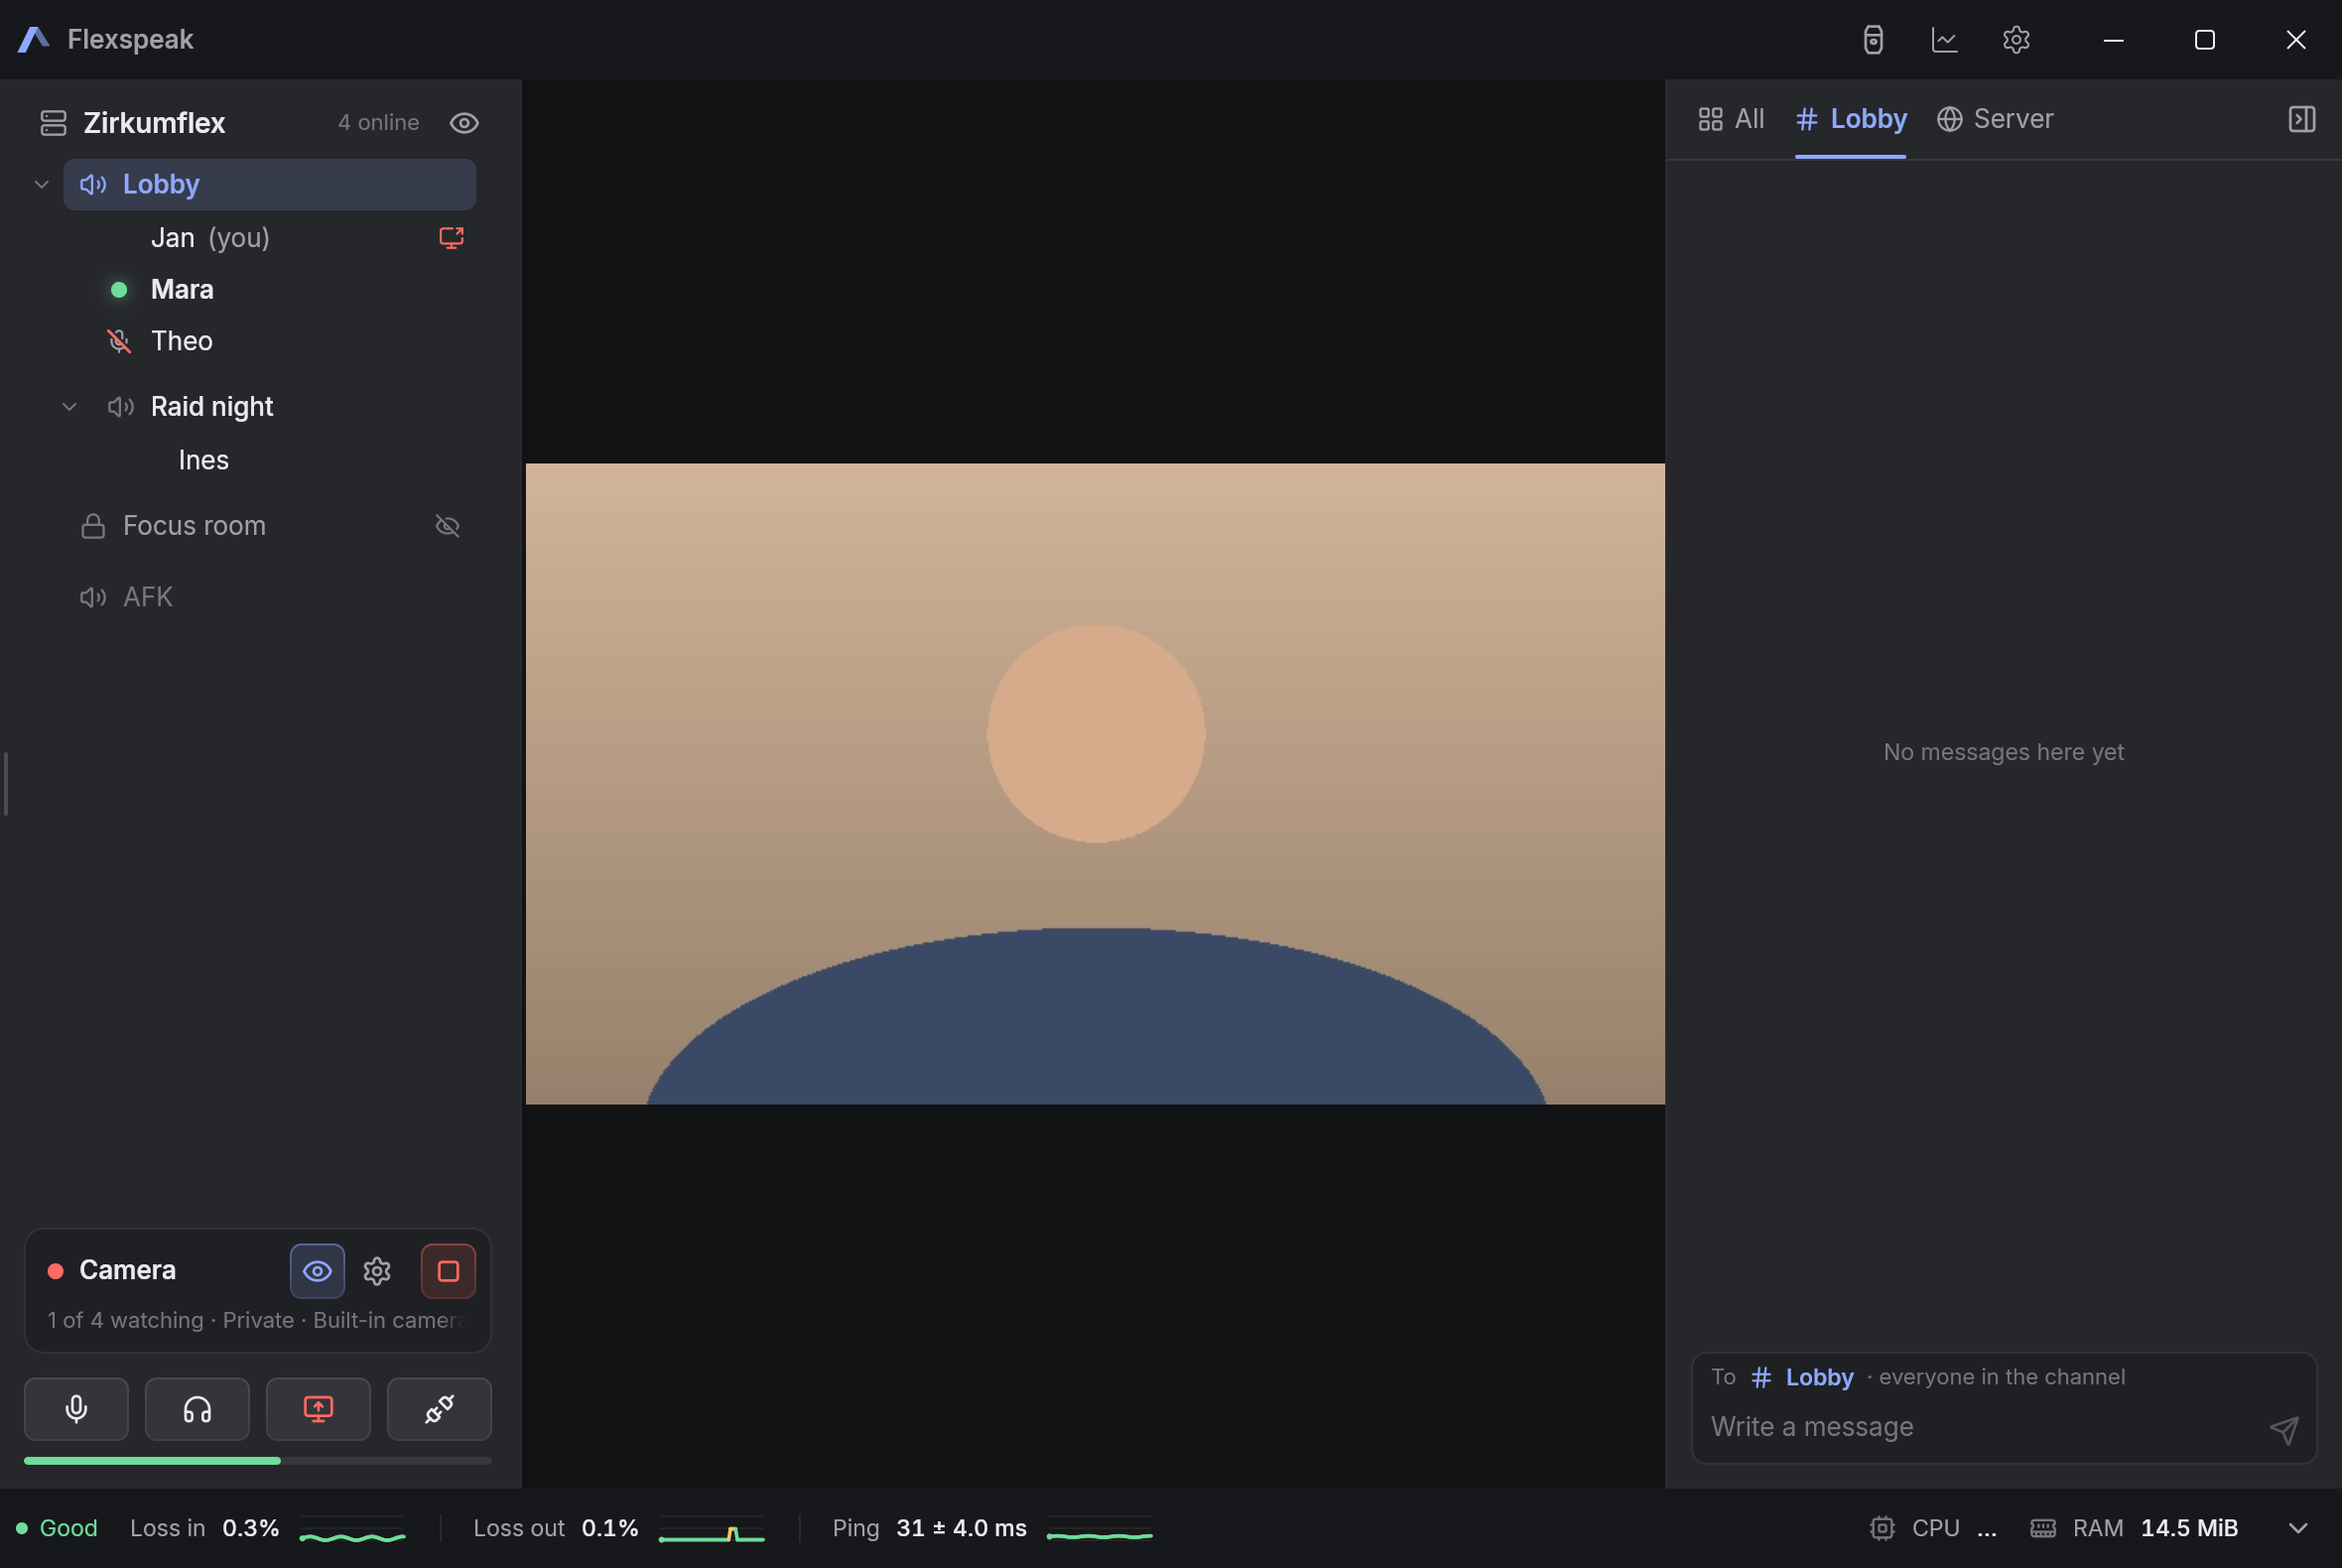 Flexspeak
Zirkumflex 4 online
Lobby
Jan (you)
Mara
Theo
Raid night
Ines
Focus room
AFK
Camera
1 of 4 watching · Private · Built-in camera
All Lobby Server
No messages here yet
To # Lobby · everyone in the channel
Write a message
Good Loss in 0.3% Loss out 0.1% Ping 31 ± 4.0 ms CPU ... RAM 14.5 MiB